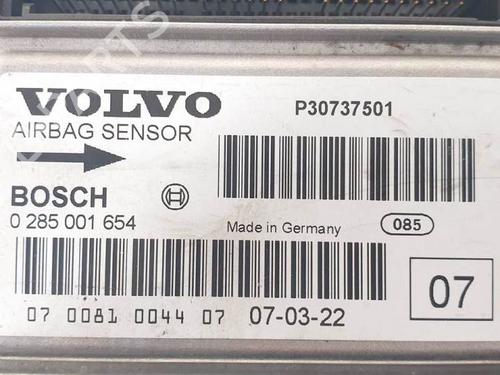 VOLVO
P30737501
AIRBAG SENSOR
BOSCH
0 285 001 654
Made in Germany
085
07
07 0081 0044 07
07-03-22